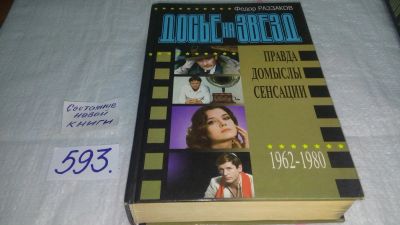 Федор РАЗЗАКОВ
ДОСЬЕ на ЗВЕЗД
ПРАВДА
ДОМЫСЛЫ
СЕНСАЦИИ
1962-1980
Состояние
новой
книги
593.